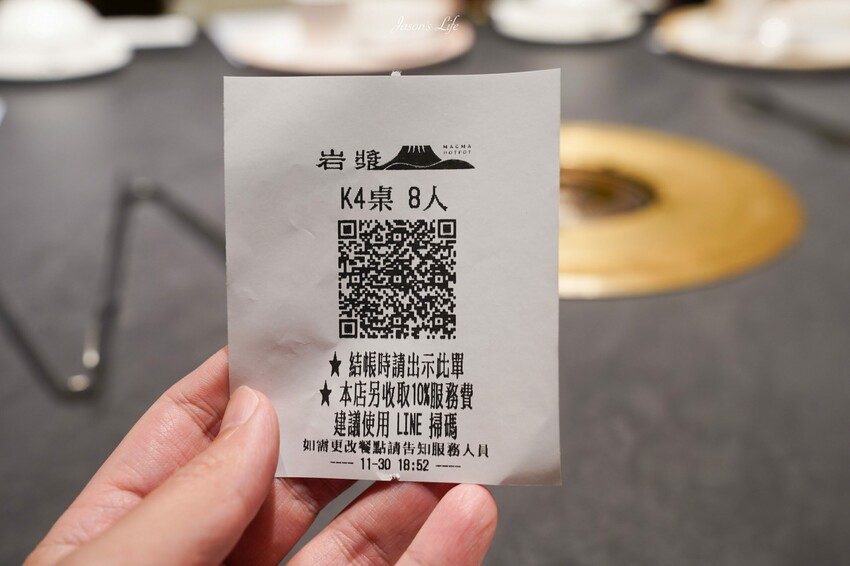 Jason's Life
岩漿 MAGMA HOTPOT
K4桌 8人
★ 結帳時請出示此單
★ 本店另收取10%服務費
建議使用 LINE 掃碼
如需更改餐點請告知服務人員
---- 11-30 18:52 ----